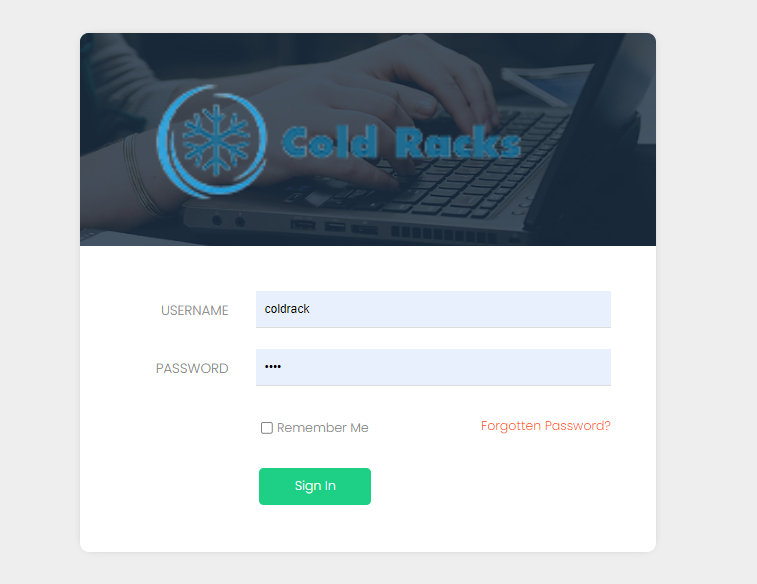 Cold Racks
USERNAME
coldrack
PASSWORD
••••
Remember Me
Forgotten Password?
Sign In